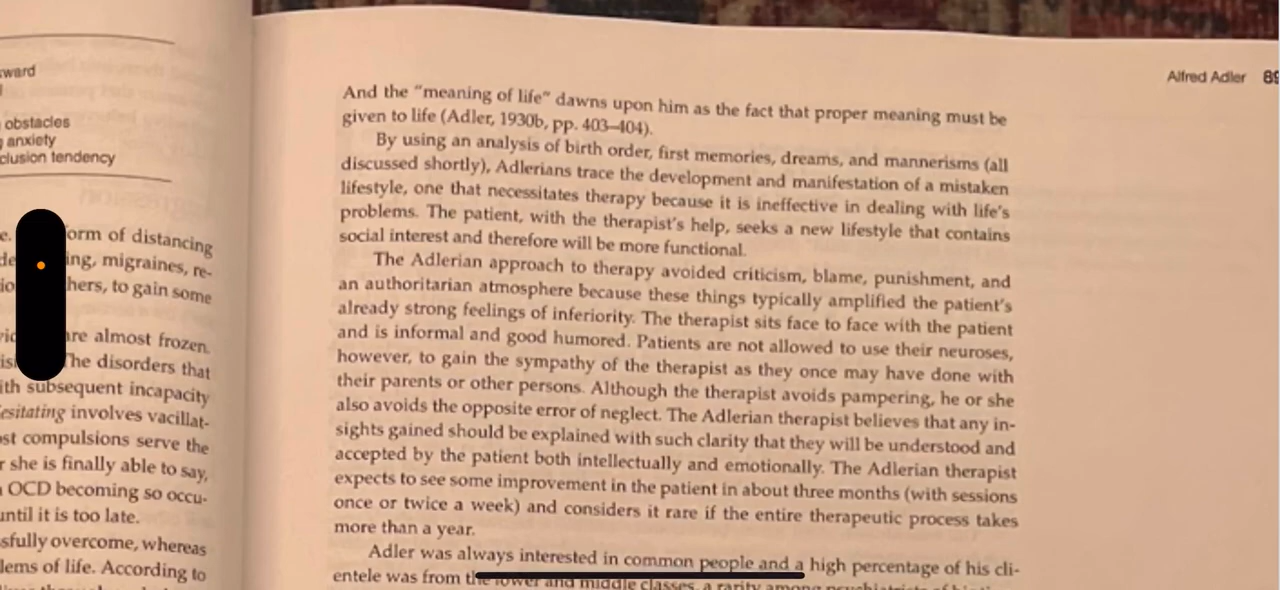 ward
obstacles
anxiety
clusion tendency
orm of distancing
ing, migraines, re-
hers, to gain some
are almost frozen.
The disorders that
ith subsequent incapacity
esitating involves vacillat-
ost compulsions serve the
r she is finally able to say,
OCD becoming so occu-
until it is too late.
sfully overcome, whereas
lems of life. According to
Alfred Adler 89
And the "meaning of life" dawns upon him as the fact that proper meaning must be
given to life (Adler, 1930b, pp. 403–404).
By using an analysis of birth order, first memories, dreams, and mannerisms (all
discussed shortly), Adlerians trace the development and manifestation of a mistaken
lifestyle, one that necessitates therapy because it is ineffective in dealing with life's
problems. The patient, with the therapist's help, seeks a new lifestyle that contains
social interest and therefore will be more functional.
The Adlerian approach to therapy avoided criticism, blame, punishment, and
an authoritarian atmosphere because these things typically amplified the patient's
already strong feelings of inferiority. The therapist sits face to face with the patient
and is informal and good humored. Patients are not allowed to use their neuroses,
however, to gain the sympathy of the therapist as they once may have done with
their parents or other persons. Although the therapist avoids pampering, he or she
also avoids the opposite error of neglect. The Adlerian therapist believes that any in-
sights gained should be explained with such clarity that they will be understood and
accepted by the patient both intellectually and emotionally. The Adlerian therapist
expects to see some improvement in the patient in about three months (with sessions
once or twice a week) and considers it rare if the entire therapeutic process takes
more than a year.
Adler was always interested in common people and a high percentage of his cli-
entele was from the lower and middle classes, a rarity among psychiatrists of